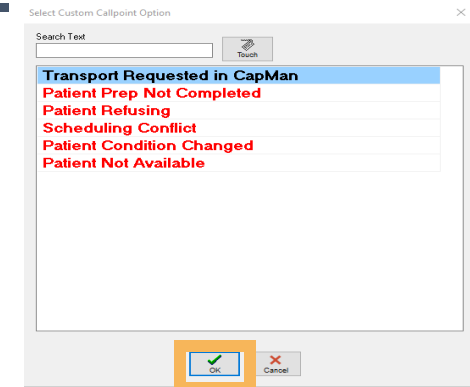 Select Custom Callpoint Option
Search Text
Touch
Transport Requested in CapMan
Patient Prep Not Completed
Patient Refusing
Scheduling Conflict
Patient Condition Changed
Patient Not Available
OK
Cancel